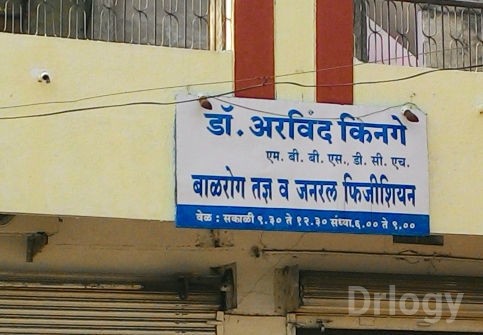 डॉ. अरविंद किनगे
एम. बी. बी. एस., डी. सी. एच.
बाळरोग तज्ञ व जनरल फिजीशियन
वेळ : सकाळी ९.३० ते १२.३० संध्या.६.०० ते ९.००
Drlogy